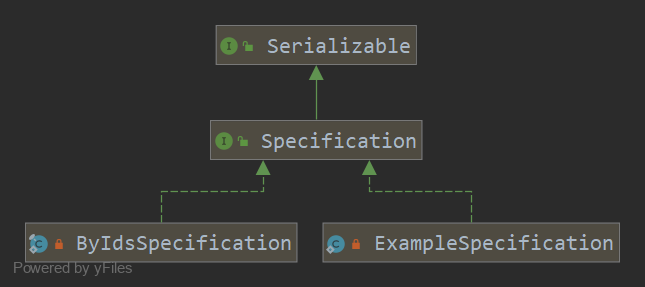 I Serializable
I Specification
C ByIdsSpecification
C ExampleSpecification
Powered by yFiles